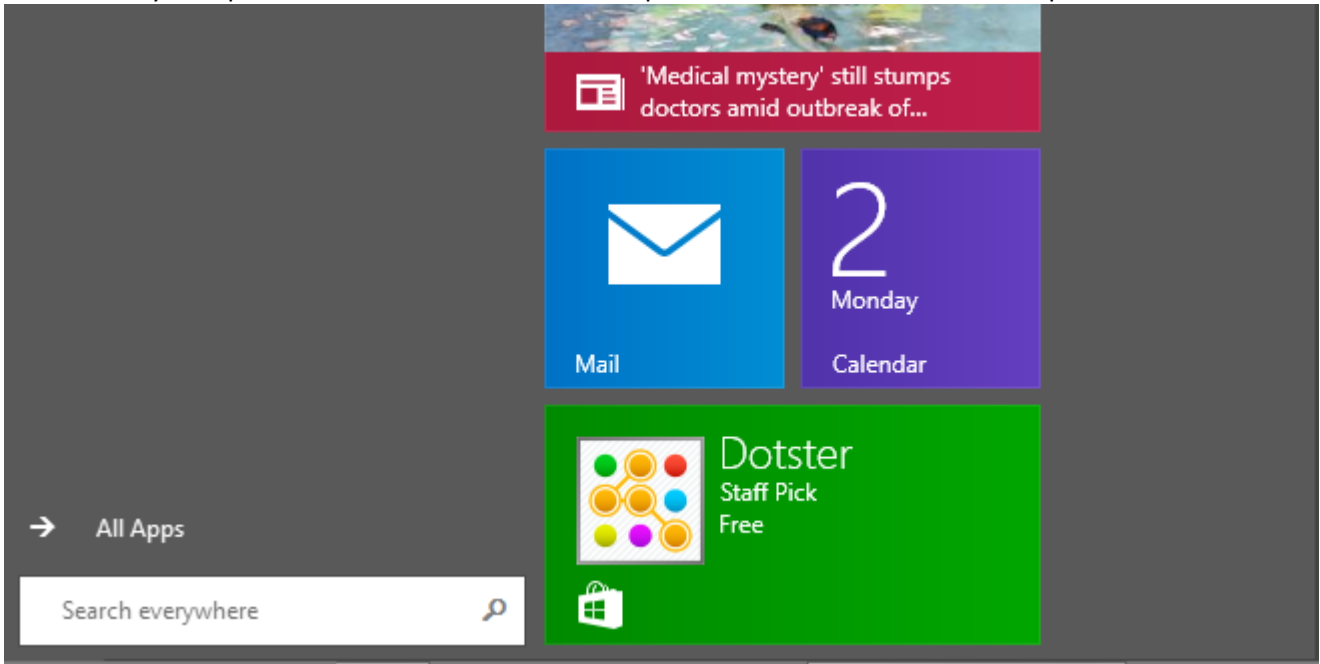 'Medical mystery' still stumps
doctors amid outbreak of...
2
Monday
Mail
Calendar
Dotster
Staff Pick
Free
All Apps
Search everywhere